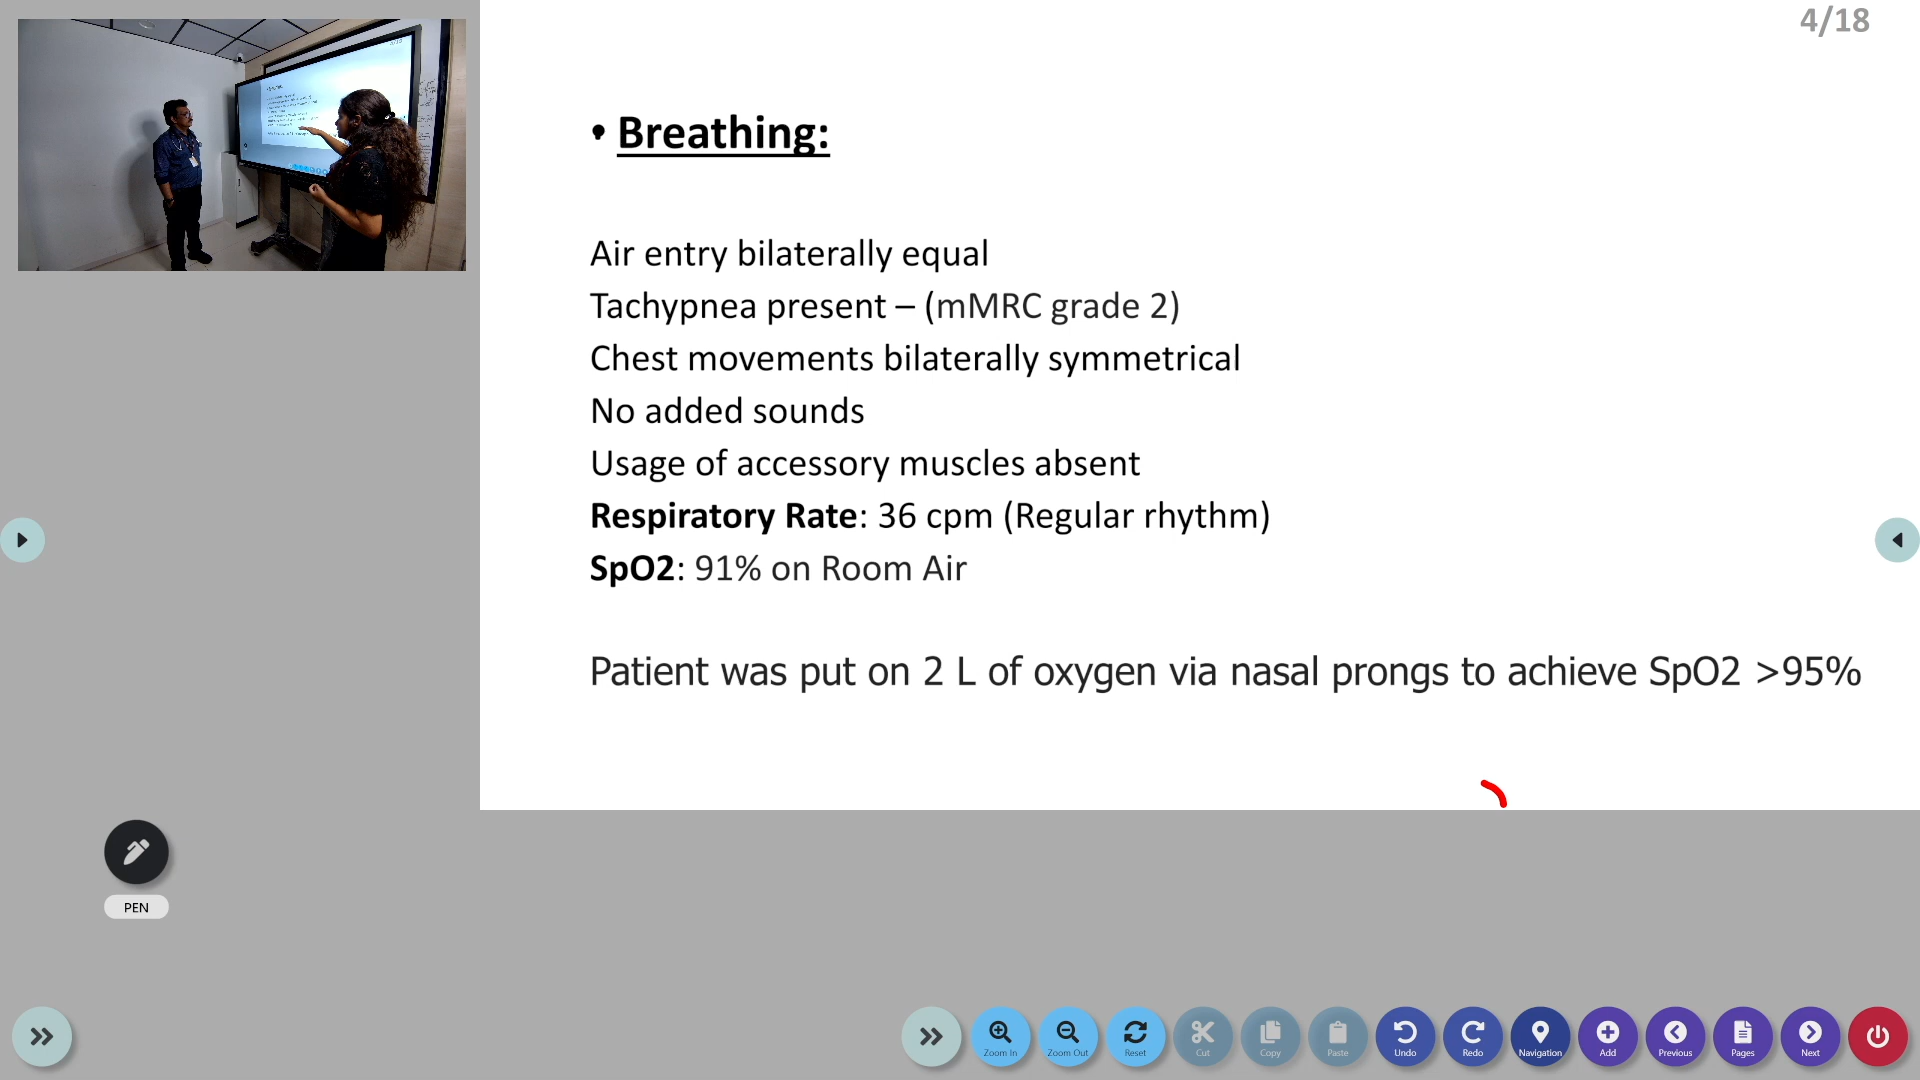 4/18
• Breathing:
Air entry bilaterally equal
Tachypnea present – (mMRC grade 2)
Chest movements bilaterally symmetrical
No added sounds
Usage of accessory muscles absent
Respiratory Rate: 36 cpm (Regular rhythm)
SpO2: 91% on Room Air
Patient was put on 2 L of oxygen via nasal prongs to achieve SpO2 >95%
PEN
Zoom In
Zoom Out
Reset
Cut
Copy
Paste
Undo
Redo
Navigation
Add
Previous
Pages
Next